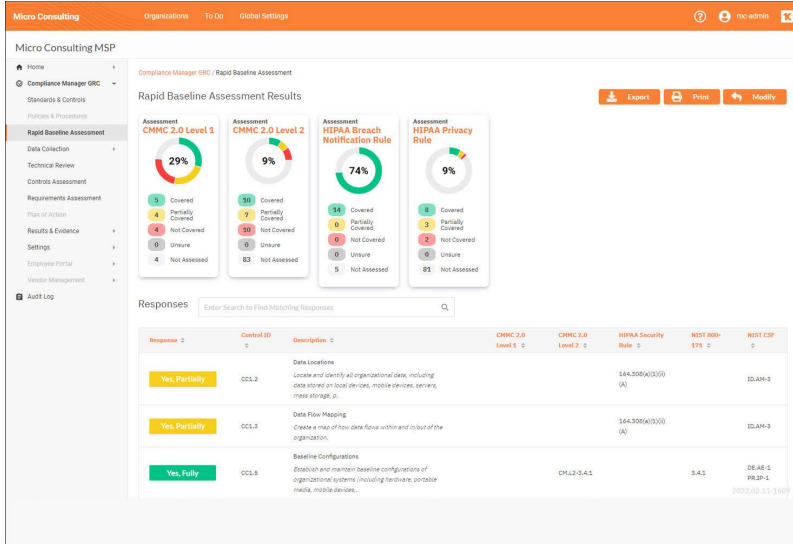 Micro Consulting
Organizations
To Do
Global Settings
mc-admin
Micro Consulting MSP
Home
Compliance Manager GRC
Standards & Controls
Policies & Procedures
Rapid Baseline Assessment
Data Collection
Technical Review
Controls Assessment
Requirements Assessment
Plan of Action
Results & Evidence
Settings
Employee Portal
Vendor Management
Audit Log
Compliance Manager GRC / Rapid Baseline Assessment
Rapid Baseline Assessment Results
Export
Print
Modify
Assessment
CMMC 2.0 Level 1
29%
5 Covered
4 Partially
Covered
4 Not Covered
0 Unsure
4 Not Assessed
Assessment
CMMC 2.0 Level 2
9%
10 Covered
7 Partially
Covered
10 Not Covered
0 Unsure
83 Not Assessed
Assessment
HIPAA Breach
Notification Rule
74%
14 Covered
0 Partially
Covered
0 Not Covered
0 Unsure
5 Not Assessed
Assessment
HIPAA Privacy
Rule
9%
8 Covered
3 Partially
Covered
2 Not Covered
0 Unsure
81 Not Assessed
Responses
Enter Search to Find Matching Responses
Response
Control ID
Description
CMMC 2.0
Level 1
CMMC 2.0
Level 2
HIPAA Security
Rule
NIST 800-
171
NIST CSF
Yes, Partially
CC1.2
Data Locations
Locate and identify all organizational data, including
data stored on local devices, mobile devices, servers,
mass storage, p..
164.308(a)(1)(ii)
(A)
ID.AM-3
Yes, Partially
CC1.3
Data Flow Mapping
Create a map of how data flows within and in/out of the
organization.
164.308(a)(1)(ii)
(A)
ID.AM-3
Yes, Fully
CC1.6
Baseline Configurations
Establish and maintain baseline configurations of
organizational systems (including hardware, portable
media, mobile devices,..
CM.L2-3.4.1
3.4.1
DE.AE-1
PR.IP-1
2022.02.15-1609